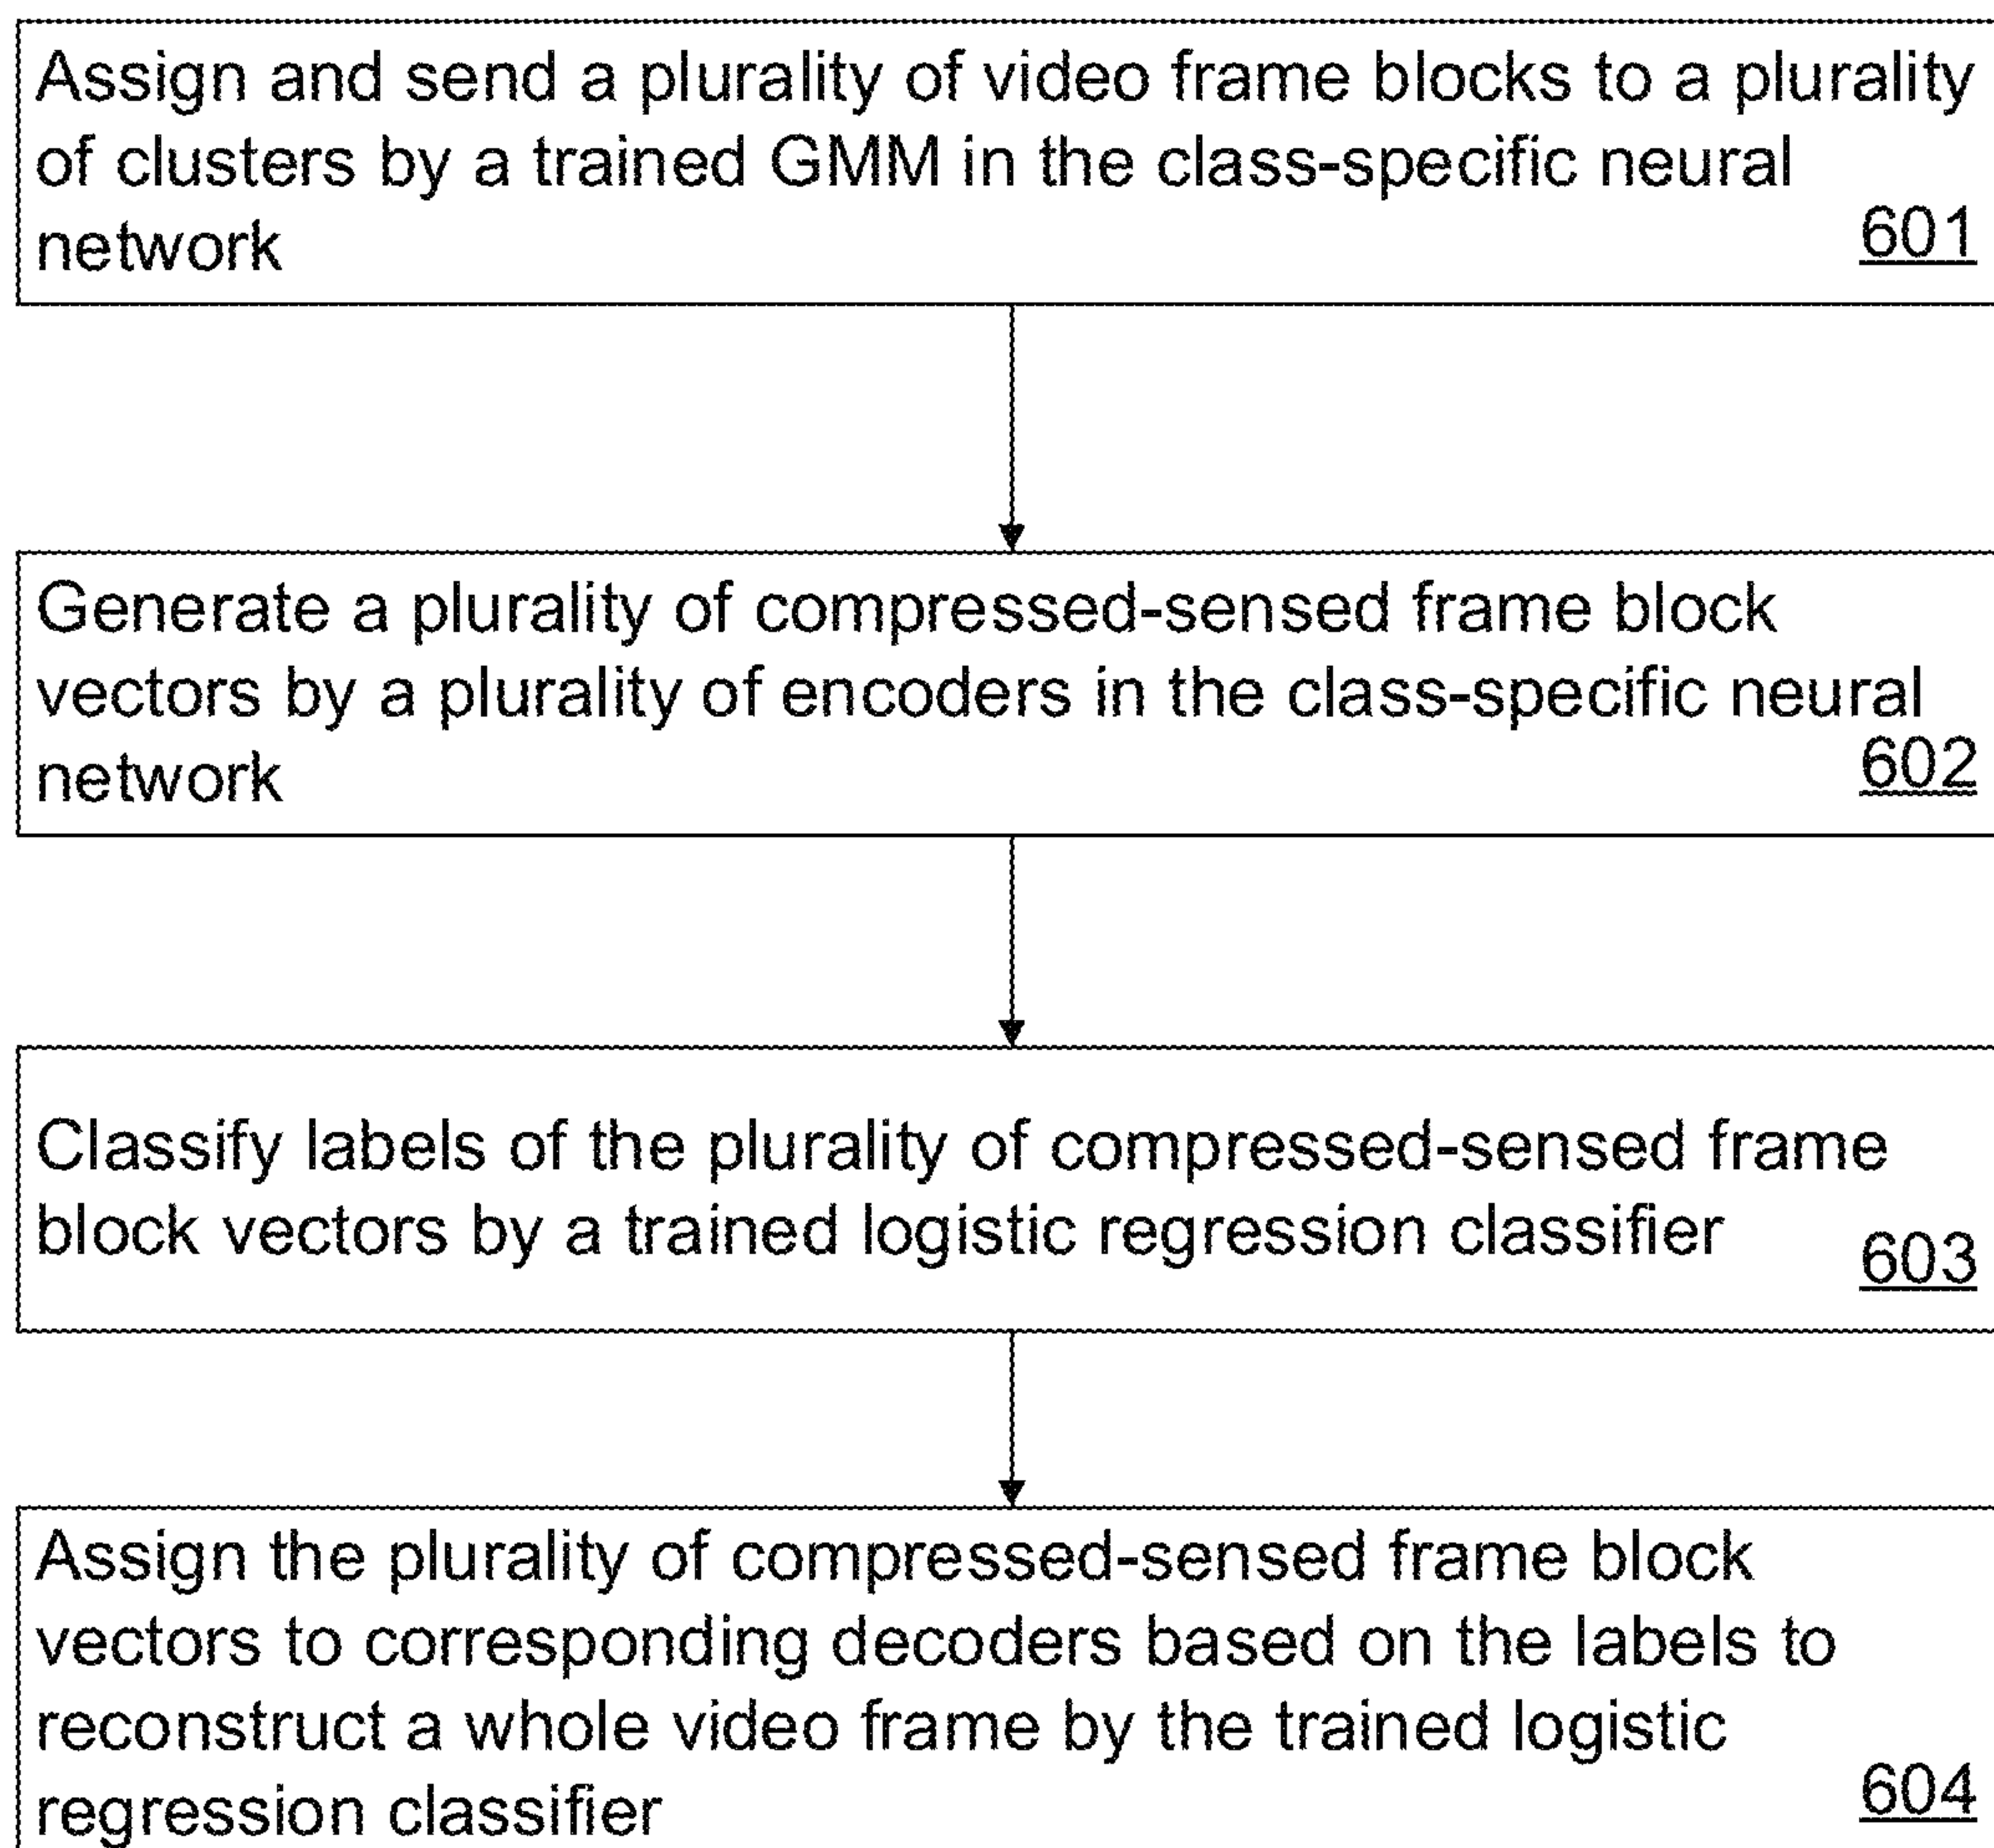 Assign and send a plurality of video frame blocks to a plurality
of clusters by a trained GMM in the class-specific neural
network 601
Generate a plurality of compressed-sensed frame block
vectors by a plurality of encoders in the class-specific neural
network 602
Classify labels of the plurality of compressed-sensed frame
block vectors by a trained logistic regression classifier 603
Assign the plurality of compressed-sensed frame block
vectors to corresponding decoders based on the labels to
reconstruct a whole video frame by the trained logistic
regression classifier 604